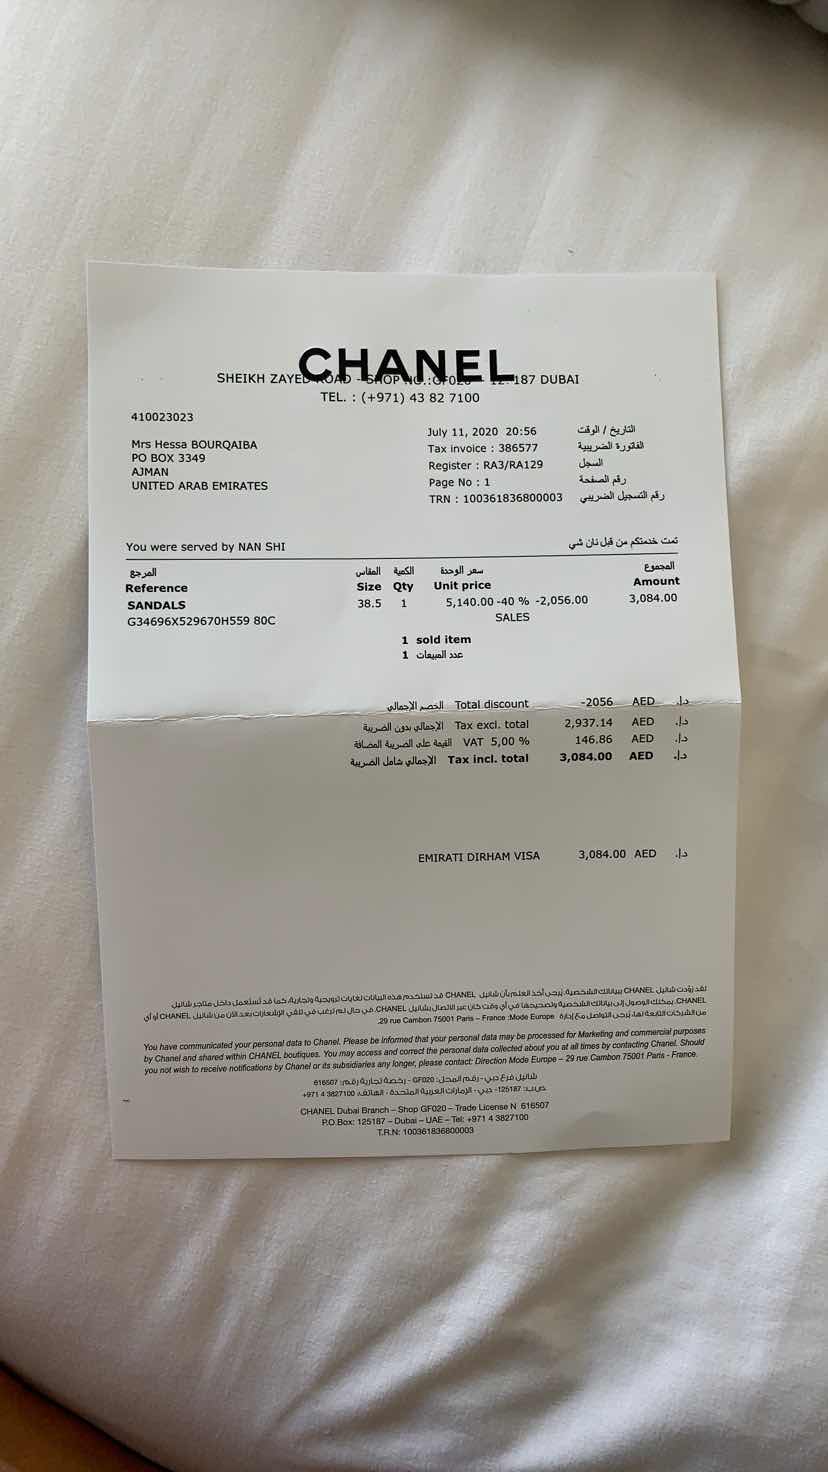 CHANEL
SHEIKH ZAYED ROAD - SHOP NO.:GF020 - 187 DUBAI
TEL. : (+971) 43 82 7100
410023023
Mrs Hessa BOURQAIBA
PO BOX 3349
AJMAN
UNITED ARAB EMIRATES
July 11, 2020 20:56 التاريخ / الوقت
Tax invoice : 386577 الفاتورة الضريبية
Register : RA3/RA129 السجل
Page No : 1 رقم الصفحة
TRN : 100361836800003 رقم التسجيل الضريبي
You were served by NAN SHI تمت خدمتكم من قبل نان شي
المرجع المقاس الكمية سعر الوحدة المجموع
Reference Size Qty Unit price Amount
SANDALS 38.5 1 5,140.00 -40 % -2,056.00 3,084.00
G34696X529670H559 80C SALES
1 sold item
1 عدد المبيعات
الخصم الإجمالي Total discount -2056 AED د.إ.
الإجمالي بدون الضريبة Tax excl. total 2,937.14 AED د.إ.
القيمة على الضريبة المضافة VAT 5,00 % 146.86 AED د.إ.
الإجمالي شامل الضريبة Tax incl. total 3,084.00 AED د.إ.
EMIRATI DIRHAM VISA 3,084.00 AED د.إ.
لقد زودت شانيل CHANEL ببياناتك الشخصية. يُرجى أخذ العلم بأن شانيل CHANEL قد تستخدم هذه البيانات لغايات ترويجية وتجارية، كما قد تُستعمل داخل متاجر شانيل
CHANEL. يمكنك الوصول إلى بياناتك الشخصية وتصحيحها في أي وقت كان عبر الاتصال بشانيل CHANEL. في حال لم ترغب في تلقي الإشعارات بعد الآن من شانيل CHANEL أو أي
من الشركات التابعة لها، يُرجى التواصل مع إدارة Mode Europe: 29 rue Cambon 75001 Paris – France.
You have communicated your personal data to Chanel. Please be informed that your personal data may be processed for Marketing and commercial purposes
by Chanel and shared within CHANEL boutiques. You may access and correct the personal data collected about you at all times by contacting Chanel. Should
you not wish to receive notifications by Chanel or its subsidiaries any longer, please contact: Direction Mode Europe – 29 rue Cambon 75001 Paris - France.
شانيل فرع دبي - رقم المحل: GF020 - رخصة تجارية رقم: 616507
ص.ب: 125187- دبي - الإمارات العربية المتحدة - الهاتف: 3827100 4 971+
CHANEL Dubai Branch – Shop GF020 – Trade License N 616507
P.O.Box: 125187 – Dubai – UAE – Tel: +971 4 3827100
T.R.N: 100361836800003